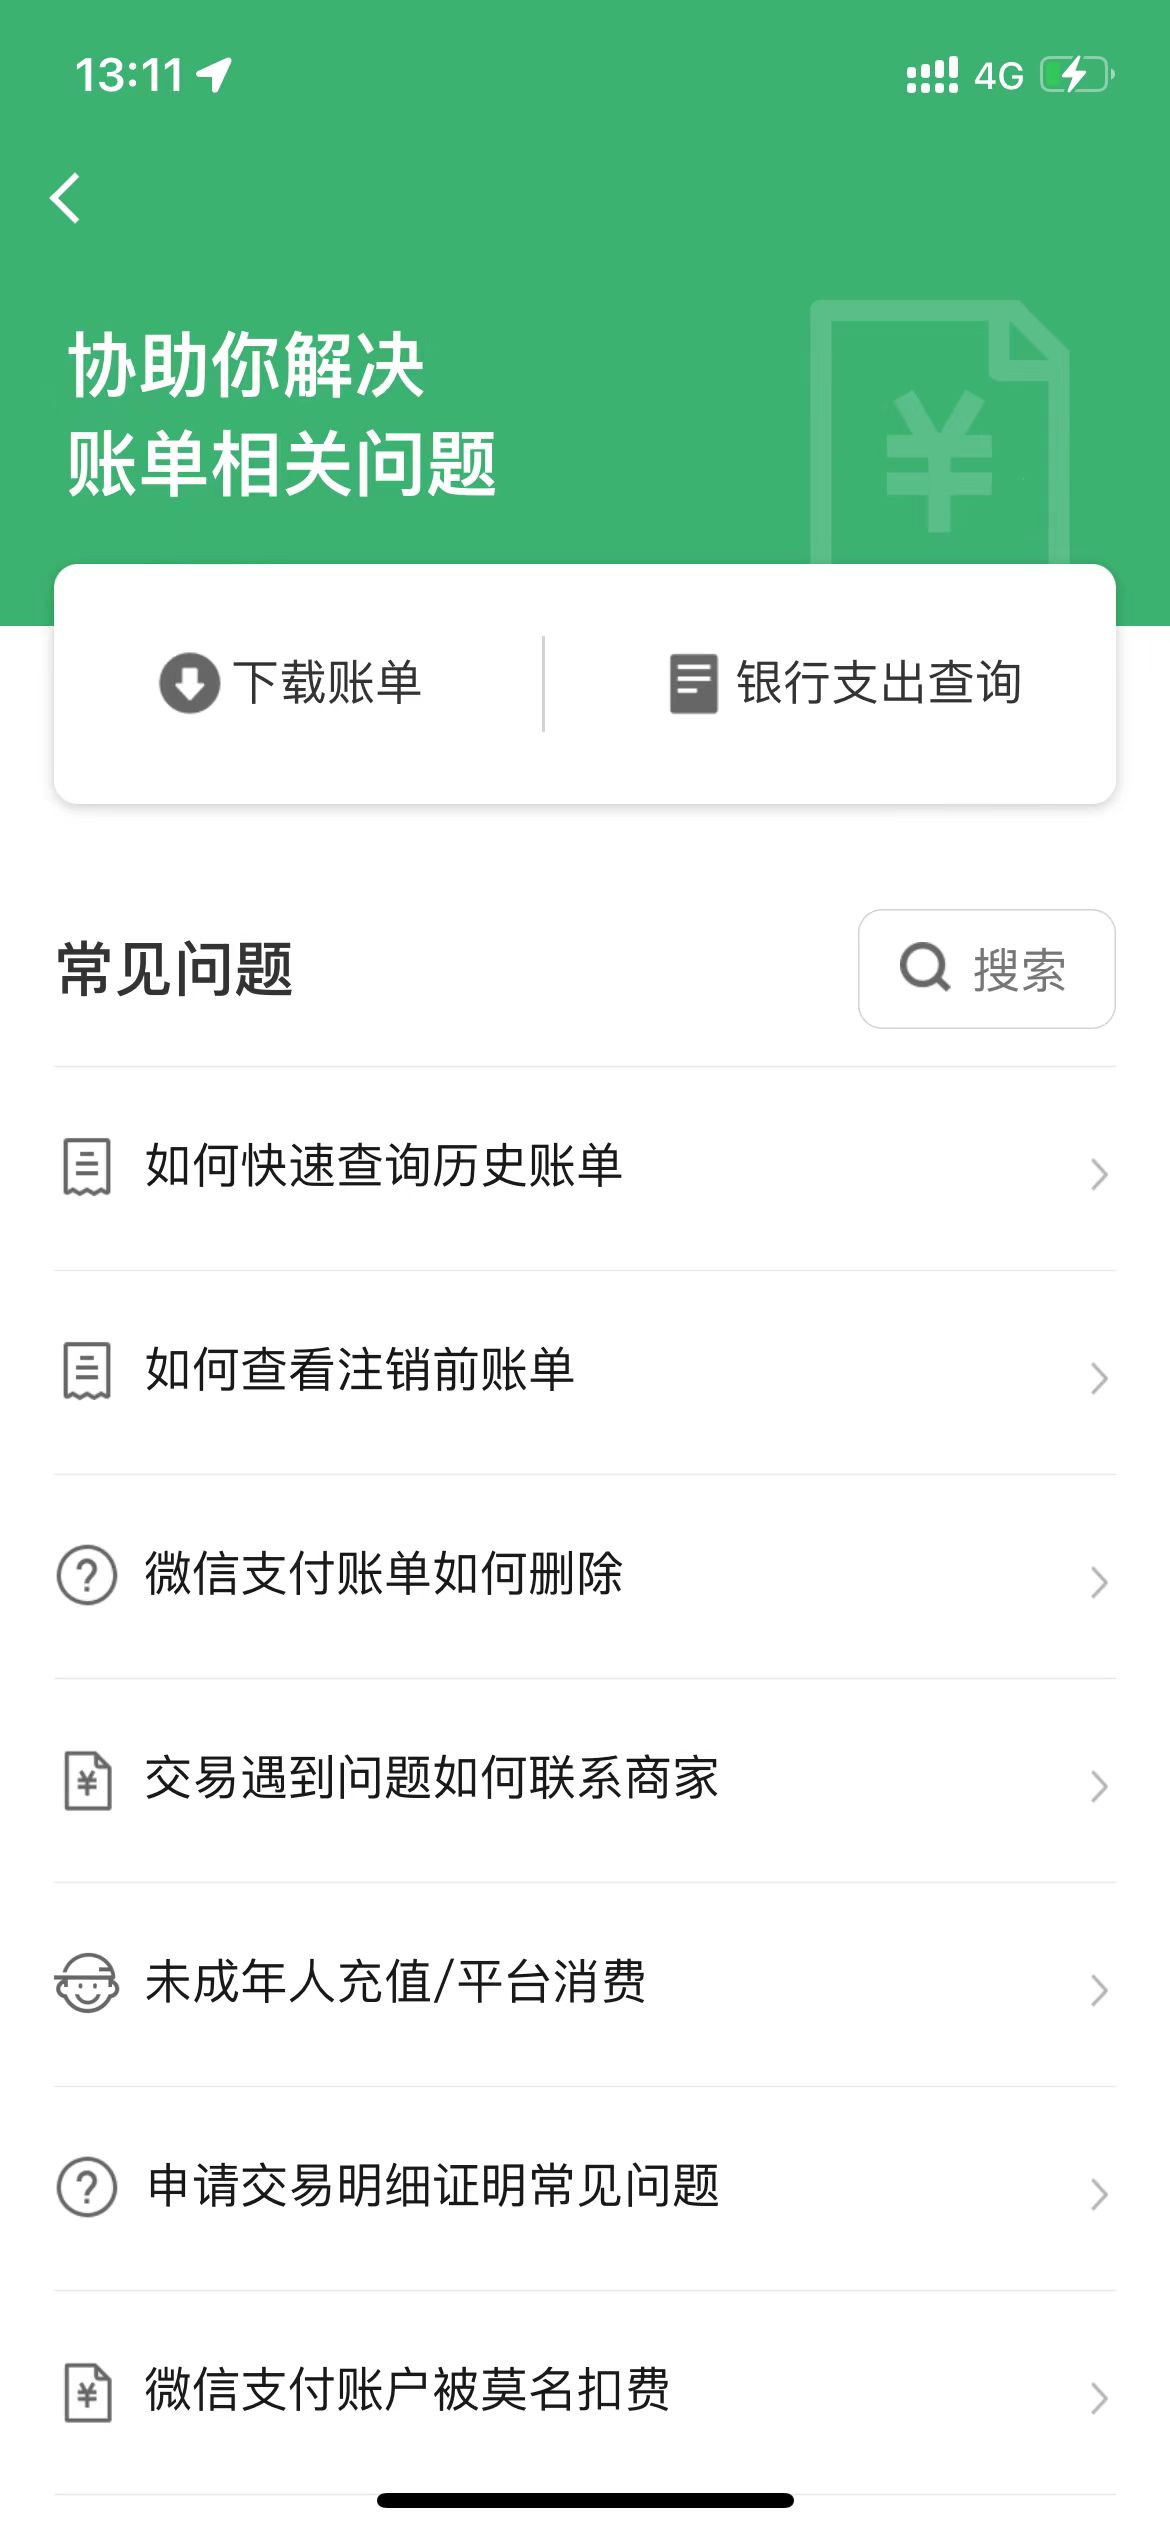 13:11
4G
协助你解决
账单相关问题
下载账单
银行支出查询
常见问题
搜索
如何快速查询历史账单
如何查看注销前账单
微信支付账单如何删除
交易遇到问题如何联系商家
未成年人充值/平台消费
申请交易明细证明常见问题
微信支付账户被莫名扣费